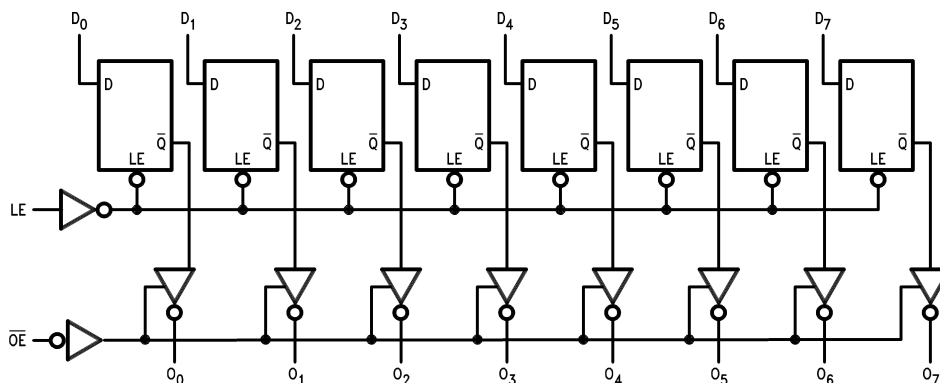 D0 D1 D2 D3 D4 D5 D6 D7
D D D D D D D D
Q̅ Q̅ Q̅ Q̅ Q̅ Q̅ Q̅ Q̅
LE LE LE LE LE LE LE LE
LE
O̅E̅
O0 O1 O2 O3 O4 O5 O6 O7